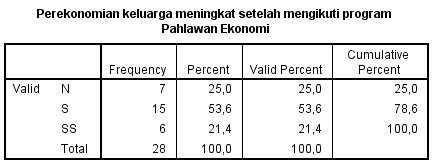 Perekonomian keluarga meningkat setelah mengikuti program
Pahlawan Ekonomi
Frequency Percent Valid Percent Cumulative Percent
Valid N 7 25,0 25,0 25,0
S 15 53,6 53,6 78,6
SS 6 21,4 21,4 100,0
Total 28 100,0 100,0